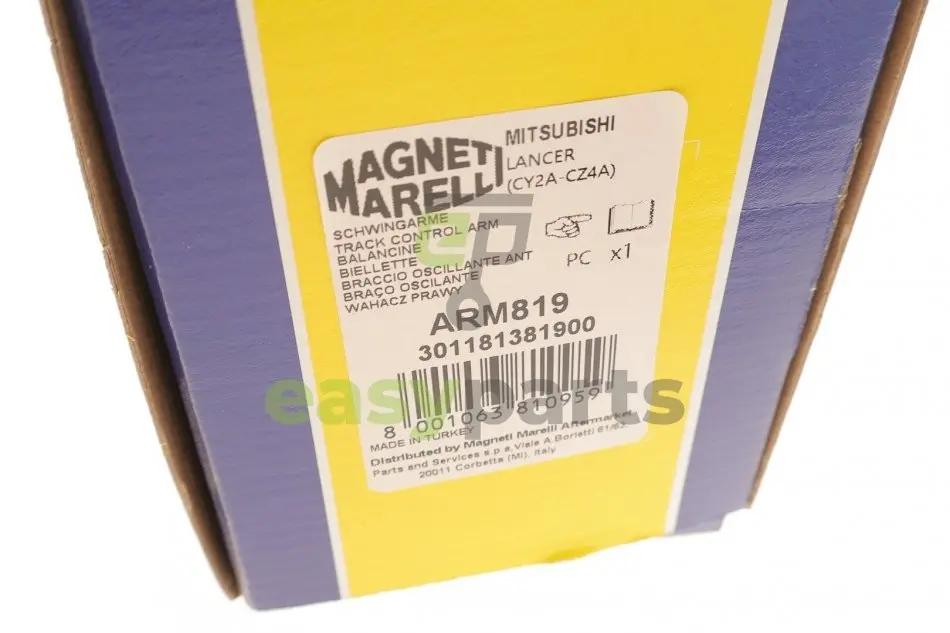 MAGNETI
MARELLI
MITSUBISHI
LANCER
(CY2A-CZ4A)
SCHWINGARME
TRACK CONTROL ARM
BALANCINE
BIELLETTE
BRACCIO OSCILLANTE ANT
BRAÇO OSCILANTE
WAHACZ PRAWY
PC x1
ARM819
301181381900
8 001063 810959
easyparts
MADE IN TURKEY
Distributed by Magneti Marelli Aftermarket
Parts and Services s.p.a, Viale A. Borletti 61/63,
20011 Corbetta (MI), Italy